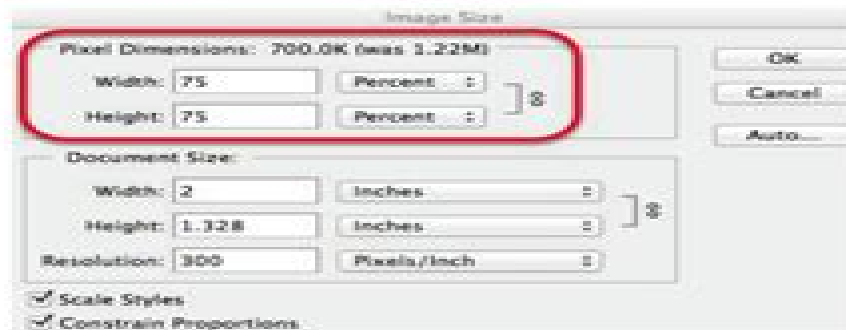 Image Size
Pixel Dimensions: 700.0K (was 1.22M)
Width: 75 Percent
Height: 75 Percent
OK
Cancel
Auto...
Document Size:
Width: 2 Inches
Height: 1.328 Inches
Resolution: 300 Pixels/Inch
Scale Styles
Constrain Proportions